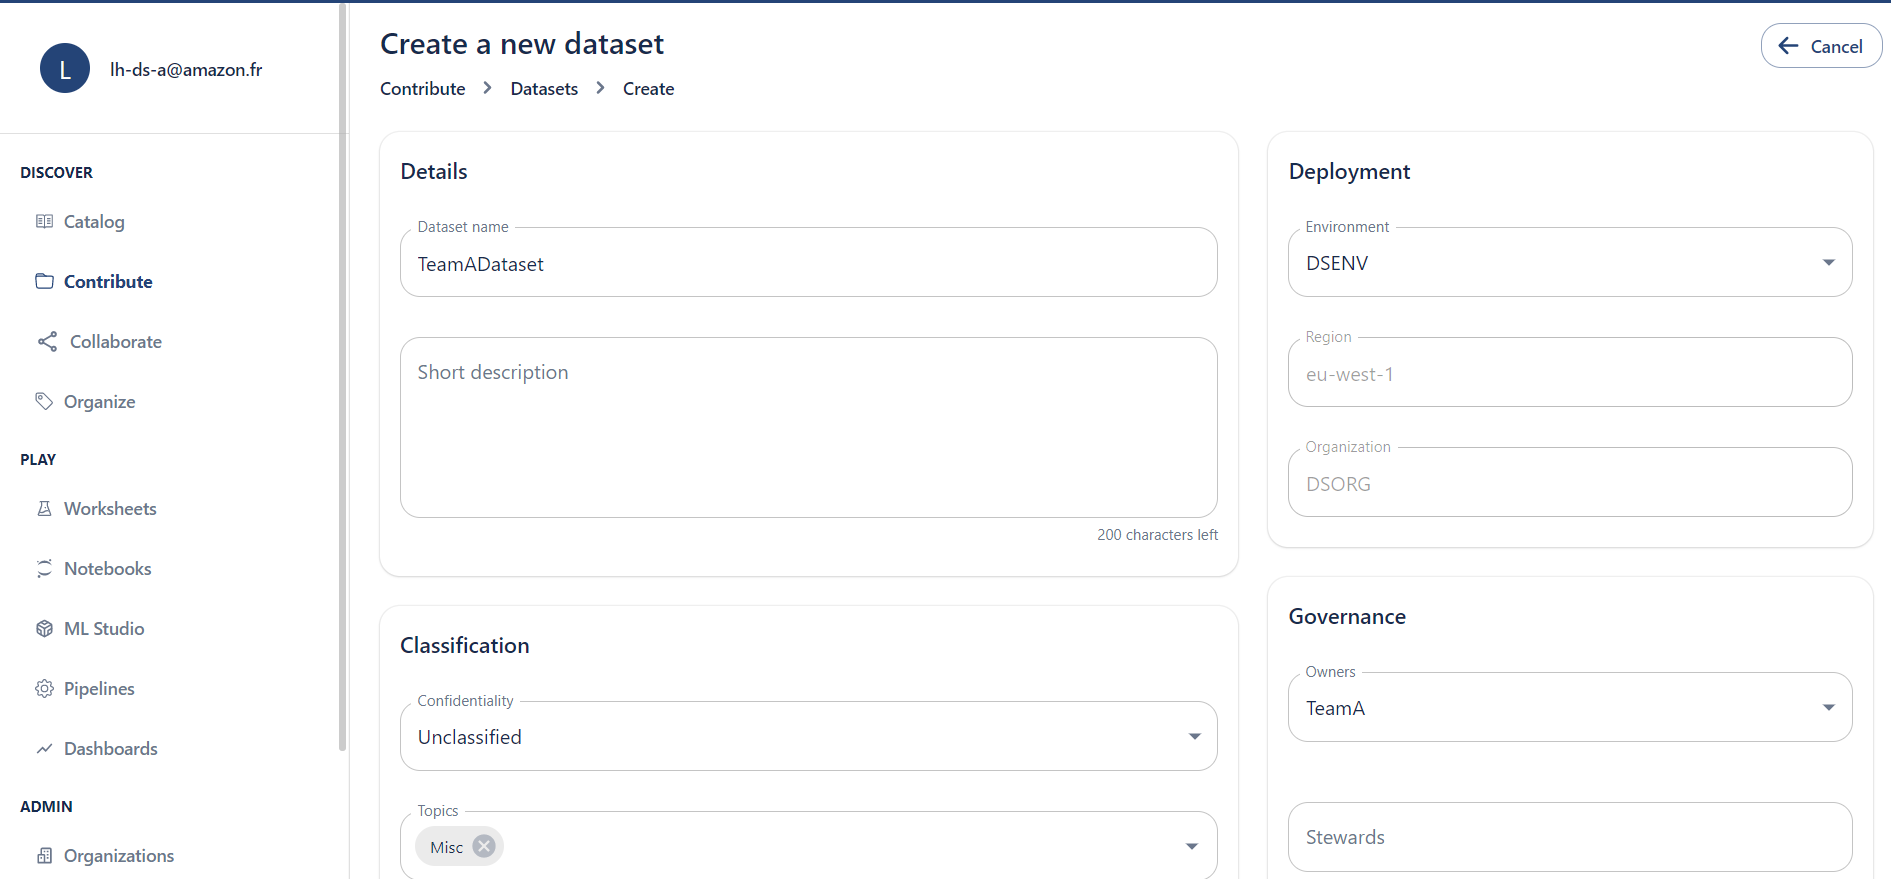 L
lh-ds-a@amazon.fr
DISCOVER
Catalog
Contribute
Collaborate
Organize
PLAY
Worksheets
Notebooks
ML Studio
Pipelines
Dashboards
ADMIN
Organizations
Create a new dataset
Contribute > Datasets > Create
Cancel
Details
Dataset name
TeamADataset
Short description
200 characters left
Classification
Confidentiality
Unclassified
Topics
Misc
Deployment
Environment
DSENV
Region
eu-west-1
Organization
DSORG
Governance
Owners
TeamA
Stewards